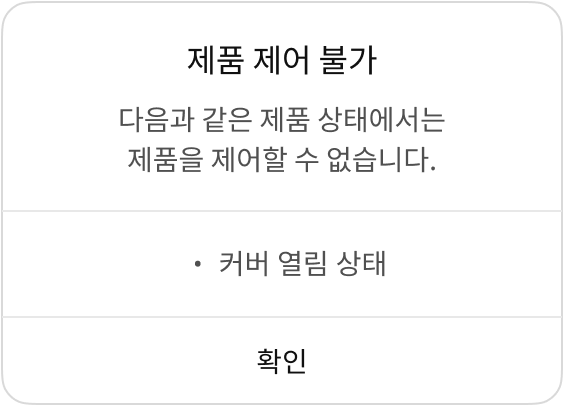 제품 제어 불가
다음과 같은 제품 상태에서는
제품을 제어할 수 없습니다.
• 커버 열림 상태
확인